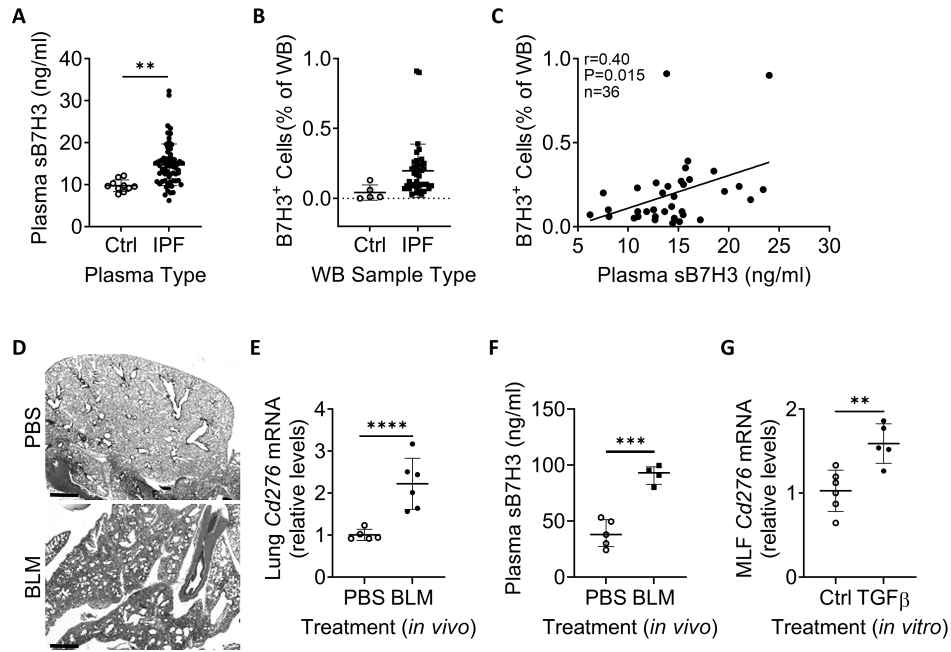 A
Plasma sB7H3 (ng/ml)
40
30
20
10
0
**
Ctrl IPF
Plasma Type
B
B7H3+ Cells(% of WB)
1.0
0.5
0.0
Ctrl IPF
WB Sample Type
C
B7H3+ Cells(% of WB)
1.0
0.5
0.0
r=0.40
P=0.015
n=36
5 10 15 20 25 30
Plasma sB7H3 (ng/ml)
D
PBS
BLM
E
Lung Cd276 mRNA
(relative levels)
4
3
2
1
0
****
PBS BLM
Treatment (in vivo)
F
Plasma sB7H3 (ng/ml)
150
100
50
0
***
PBS BLM
Treatment (in vivo)
G
MLF Cd276 mRNA
(relative levels)
2
1
0
**
Ctrl TGFβ
Treatment (in vitro)